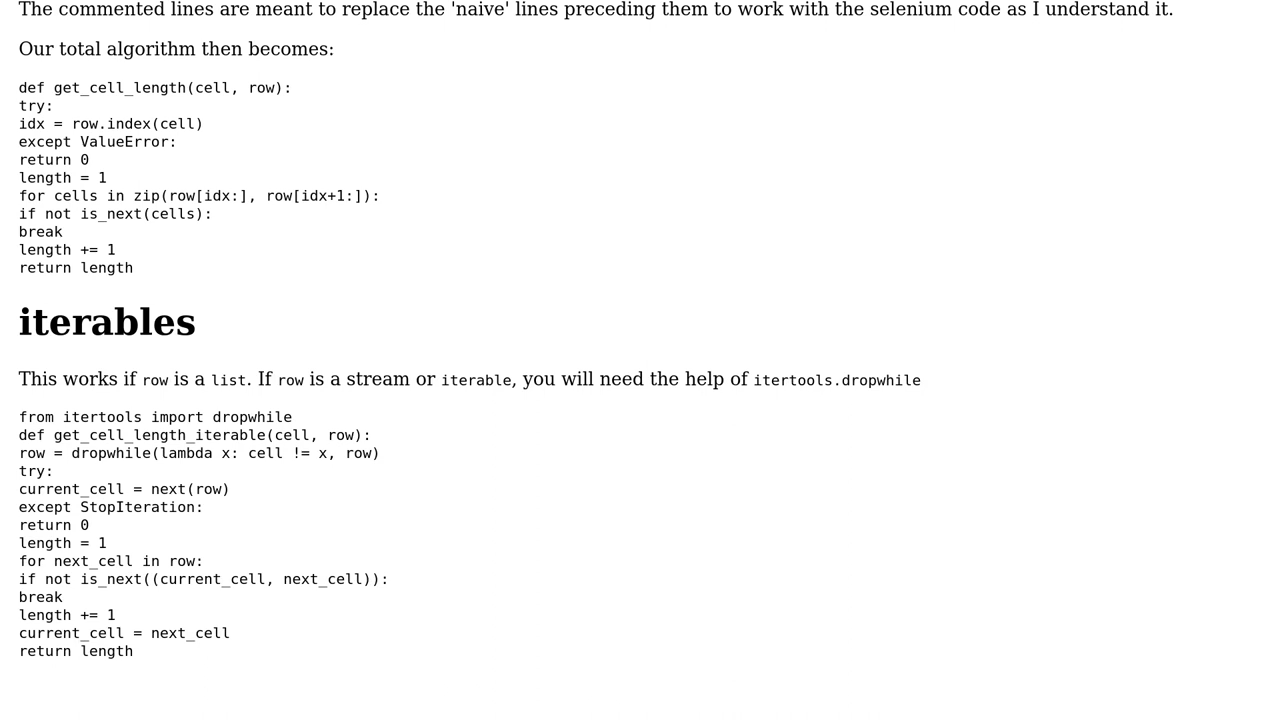 The commented lines are meant to replace the 'naive' lines preceding them to work with the selenium code as I understand it.
Our total algorithm then becomes:
def get_cell_length(cell, row):
try:
idx = row.index(cell)
except ValueError:
return 0
length = 1
for cells in zip(row[idx:], row[idx+1:]):
if not is_next(cells):
break
length += 1
return length
iterables
This works if row is a list. If row is a stream or iterable, you will need the help of itertools.dropwhile
from itertools import dropwhile
def get_cell_length_iterable(cell, row):
row = dropwhile(lambda x: cell != x, row)
try:
current_cell = next(row)
except StopIteration:
return 0
length = 1
for next_cell in row:
if not is_next((current_cell, next_cell)):
break
length += 1
current_cell = next_cell
return length